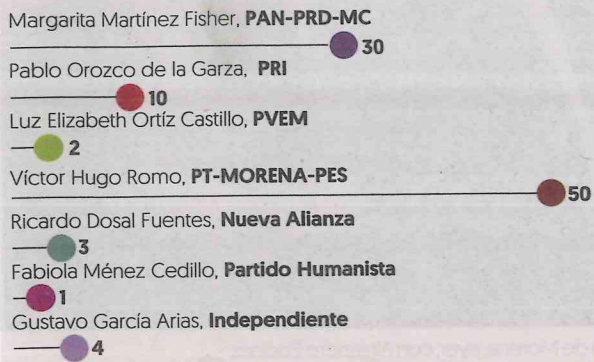 Margarita Martínez Fisher, PAN-PRD-MC
30
Pablo Orozco de la Garza, PRI
10
Luz Elizabeth Ortíz Castillo, PVEM
2
Víctor Hugo Romo, PT-MORENA-PES
50
Ricardo Dosal Fuentes, Nueva Alianza
3
Fabiola Ménez Cedillo, Partido Humanista
1
Gustavo García Arias, Independiente
4